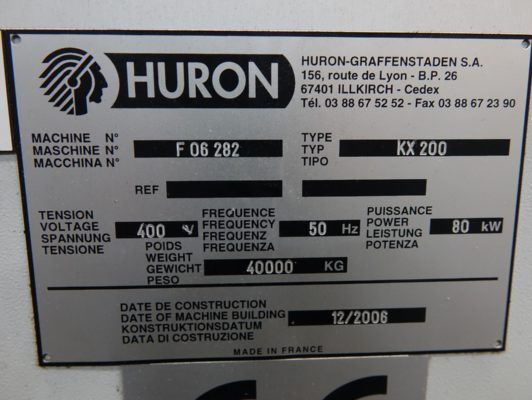 HURON
HURON-GRAFFENSTADEN S.A.
156, route de Lyon - B.P. 26
67401 ILLKIRCH - Cedex
Tél. 03 88 67 52 52 - Fax 03 88 67 23 90
MACHINE N°
MASCHINE N°
MACCHINA N°
F 06 282
TYPE
TYP
TIPO
KX 200
REF
TENSION
VOLTAGE
SPANNUNG
TENSIONE
400 V
FREQUENCE
FREQUENCY
FREQUENZ
FREQUENZA
50 Hz
PUISSANCE
POWER
LEISTUNG
POTENZA
80 kW
POIDS
WEIGHT
GEWICHT
PESO
40000 KG
DATE DE CONSTRUCTION
DATE OF MACHINE BUILDING
KONSTRUKTIONSDATUM
DATA DI COSTRUZIONE
12/2006
MADE IN FRANCE
CE